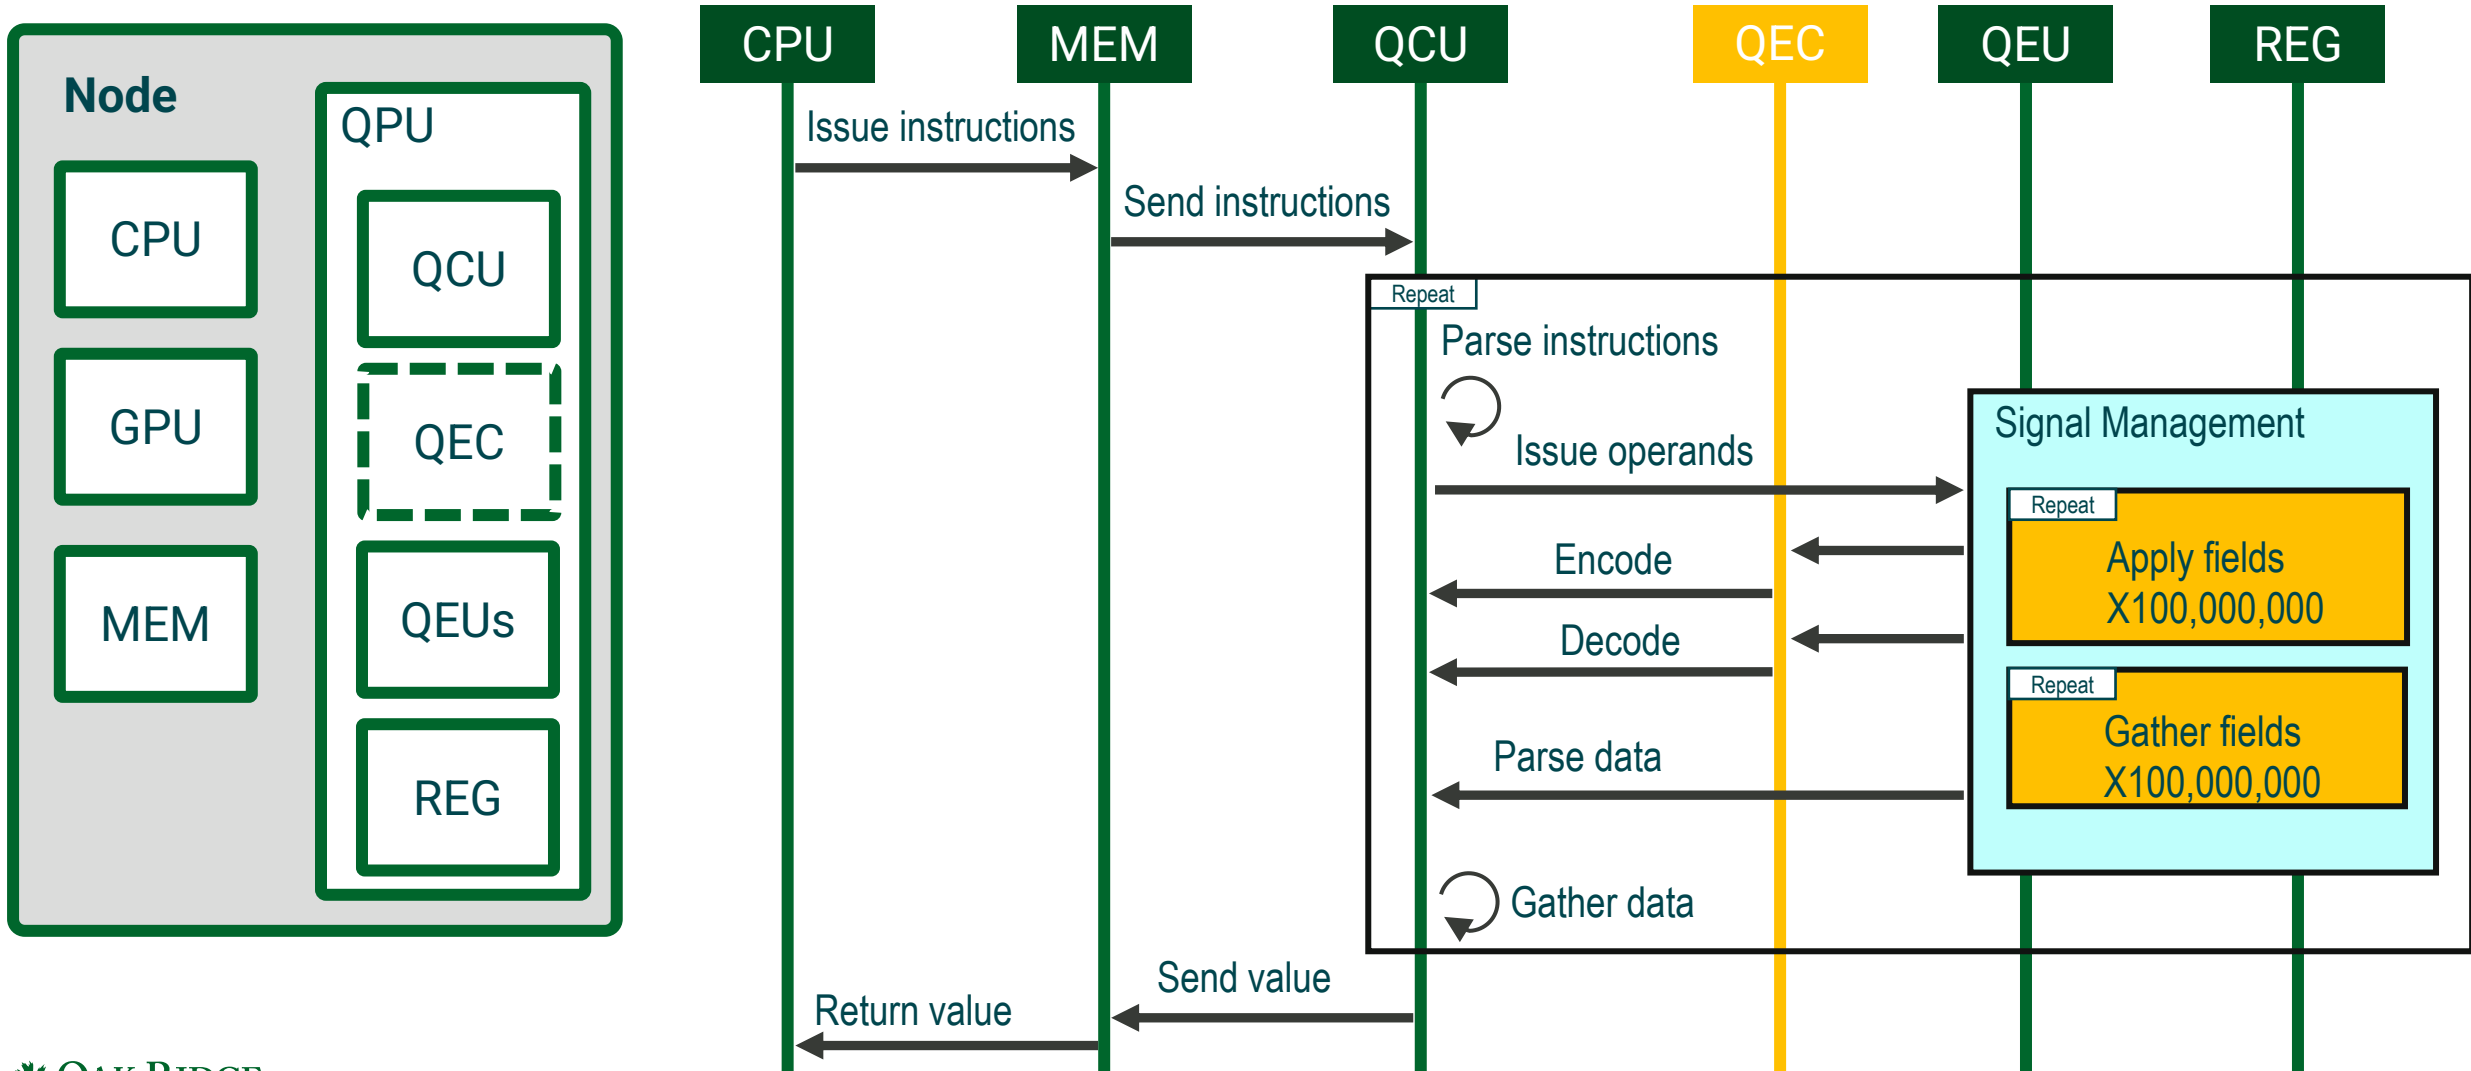 Node
QPU
CPU
GPU
MEM
QCU
QEC
QEUs
REG
CPU
MEM
QCU
QEC
QEU
REG
Issue instructions
Send instructions
Repeat
Parse instructions
Issue operands
Encode
Decode
Parse data
Gather data
Signal Management
Repeat
Apply fields
X100,000,000
Repeat
Gather fields
X100,000,000
Send value
Return value
OAK RIDGE